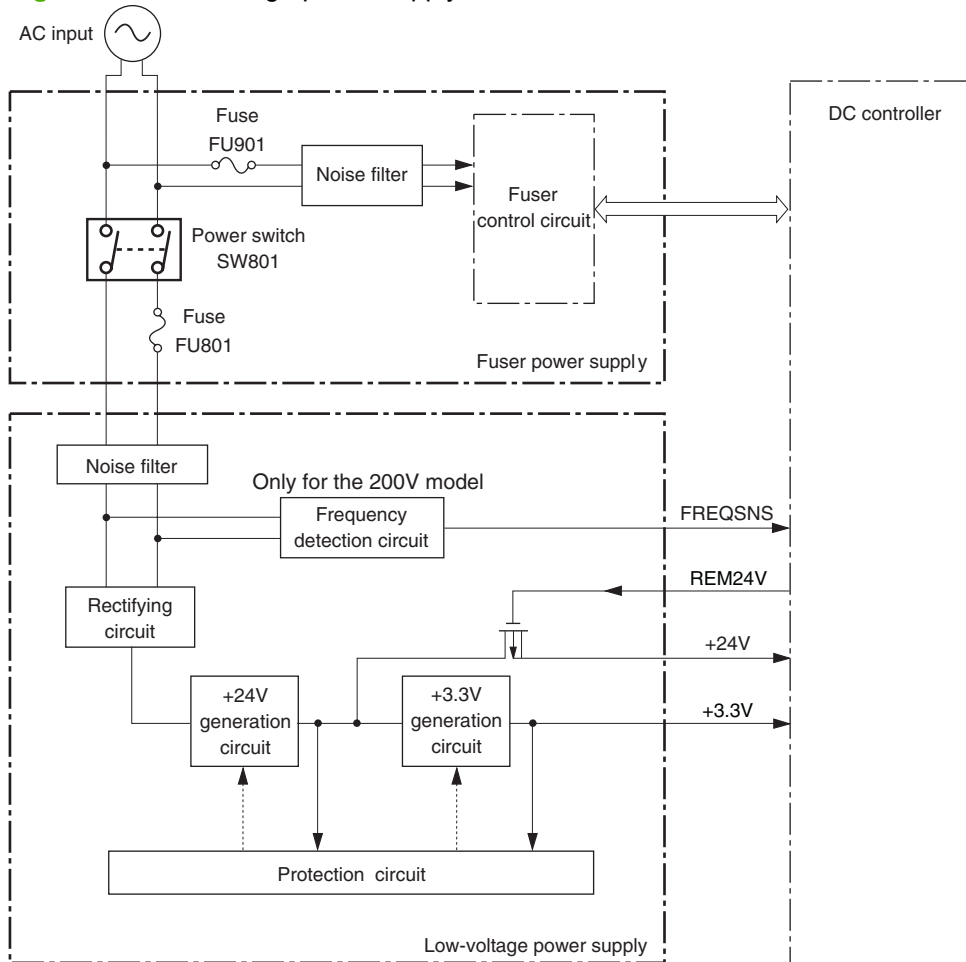 AC input
DC controller
Fuse
FU901
Noise filter
Fuser
control circuit
Power switch
SW801
Fuse
FU801
Fuser power supply
Noise filter
Only for the 200V model
Frequency
detection circuit
FREQSNS
REM24V
Rectifying
circuit
+24V
+24V
generation
circuit
+3.3V
generation
circuit
+3.3V
Protection circuit
Low-voltage power supply